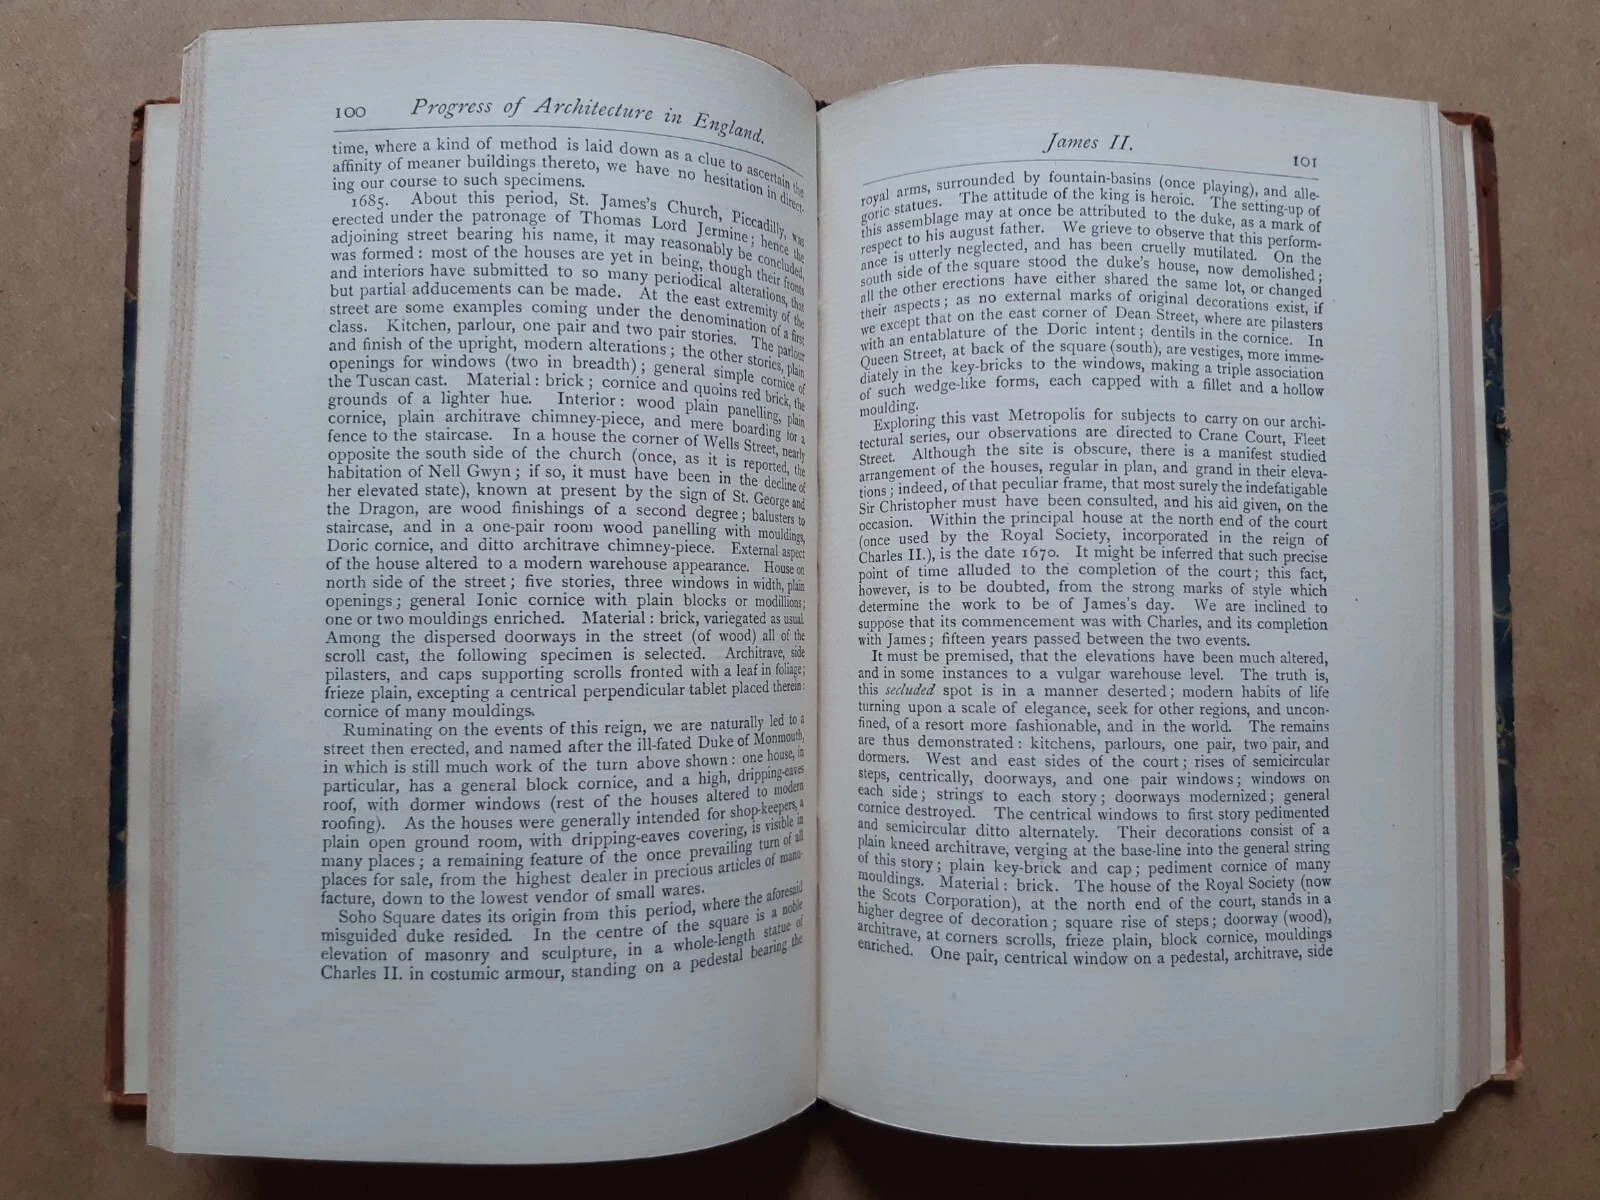 100 Progress of Architecture in England.
time, where a kind of method is laid down as a clue to ascertain the
affinity of meaner buildings thereto, we have no hesitation in direct-
ing our course to such specimens.
1685. About this period, St. James's Church, Piccadilly, was
erected under the patronage of Thomas Lord Jermine; hence the
adjoining street bearing his name, it may reasonably be concluded,
was formed: most of the houses are yet in being, though their fronts
and interiors have submitted to so many periodical alterations, that
but partial adducements can be made. At the east extremity of the
street are some examples coming under the denomination of a first
class. Kitchen, parlour, one pair and two pair stories. The parlour
and finish of the upright, modern alterations; the other stories, plain
openings for windows (two in breadth); general simple cornice of
the Tuscan cast. Material: brick; cornice and quoins red brick, the
grounds of a lighter hue. Interior: wood plain panelling, plain
cornice, plain architrave chimney-piece, and mere boarding for a
fence to the staircase. In a house the corner of Wells Street, nearly
opposite the south side of the church (once, as it is reported, the
habitation of Nell Gwyn; if so, it must have been in the decline of
her elevated state), known at present by the sign of St. George and
the Dragon, are wood finishings of a second degree; balusters to
staircase, and in a one-pair room wood panelling with mouldings,
Doric cornice, and ditto architrave chimney-piece. External aspect
of the house altered to a modern warehouse appearance. House on
north side of the street; five stories, three windows in width, plain
openings; general Ionic cornice with plain blocks or modillions;
one or two mouldings enriched. Material: brick, variegated as usual.
Among the dispersed doorways in the street (of wood) all of the
scroll cast, the following specimen is selected. Architrave, side
pilasters, and caps supporting scrolls fronted with a leaf in foliage;
frieze plain, excepting a centrical perpendicular tablet placed therein:
cornice of many mouldings.
Ruminating on the events of this reign, we are naturally led to a
street then erected, and named after the ill-fated Duke of Monmouth,
in which is still much work of the turn above shown: one house, in
particular, has a general block cornice, and a high, dripping-eaves
roof, with dormer windows (rest of the houses altered to modern
roofing). As the houses were generally intended for shop-keepers, a
plain open ground room, with dripping-eaves covering, is visible in
many places; a remaining feature of the once prevailing turn of all
places for sale, from the highest dealer in precious articles of manu-
facture, down to the lowest vendor of small wares.
Soho Square dates its origin from this period, where the aforesaid
misguided duke resided. In the centre of the square is a noble
elevation of masonry and sculpture, in a whole-length statue of
Charles II. in costumic armour, standing on a pedestal bearing the
James II. 101
royal arms, surrounded by fountain-basins (once playing), and alle-
goric statues. The attitude of the king is heroic. The setting-up of
this assemblage may at once be attributed to the duke, as a mark of
respect to his august father. We grieve to observe that this perform-
ance is utterly neglected, and has been cruelly mutilated. On the
south side of the square stood the duke's house, now demolished;
all the other erections have either shared the same lot, or changed
their aspects; as no external marks of original decorations exist, if
we except that on the east corner of Dean Street, where are pilasters
with an entablature of the Doric intent; dentils in the cornice. In
Queen Street, at back of the square (south), are vestiges, more imme-
diately in the key-bricks to the windows, making a triple association
of such wedge-like forms, each capped with a fillet and a hollow
moulding.
Exploring this vast Metropolis for subjects to carry on our archi-
tectural series, our observations are directed to Crane Court, Fleet
Street. Although the site is obscure, there is a manifest studied
arrangement of the houses, regular in plan, and grand in their eleva-
tions; indeed, of that peculiar frame, that most surely the indefatigable
Sir Christopher must have been consulted, and his aid given, on the
occasion. Within the principal house at the north end of the court
(once used by the Royal Society, incorporated in the reign of
Charles II.), is the date 1670. It might be inferred that such precise
point of time alluded to the completion of the court; this fact,
however, is to be doubted, from the strong marks of style which
determine the work to be of James's day. We are inclined to
suppose that its commencement was with Charles, and its completion
with James; fifteen years passed between the two events.
It must be premised, that the elevations have been much altered,
and in some instances to a vulgar warehouse level. The truth is,
this secluded spot is in a manner deserted; modern habits of life
turning upon a scale of elegance, seek for other regions, and uncon-
fined, of a resort more fashionable, and in the world. The remains
are thus demonstrated: kitchens, parlours, one pair, two pair, and
dormers. West and east sides of the court; rises of semicircular
steps, centrically, doorways, and one pair windows; windows on
each side; strings to each story; doorways modernized; general
cornice destroyed. The centrical windows to first story pedimented
and semicircular ditto alternately. Their decorations consist of a
plain kneed architrave, verging at the base-line into the general string
of this story; plain key-brick and cap; pediment cornice of many
mouldings. Material: brick. The house of the Royal Society (now
the Scots Corporation), at the north end of the court, stands in a
higher degree of decoration; square rise of steps; doorway (wood),
architrave, at corners scrolls, frieze plain, block cornice, mouldings
enriched. One pair, centrical window on a pedestal, architrave, side